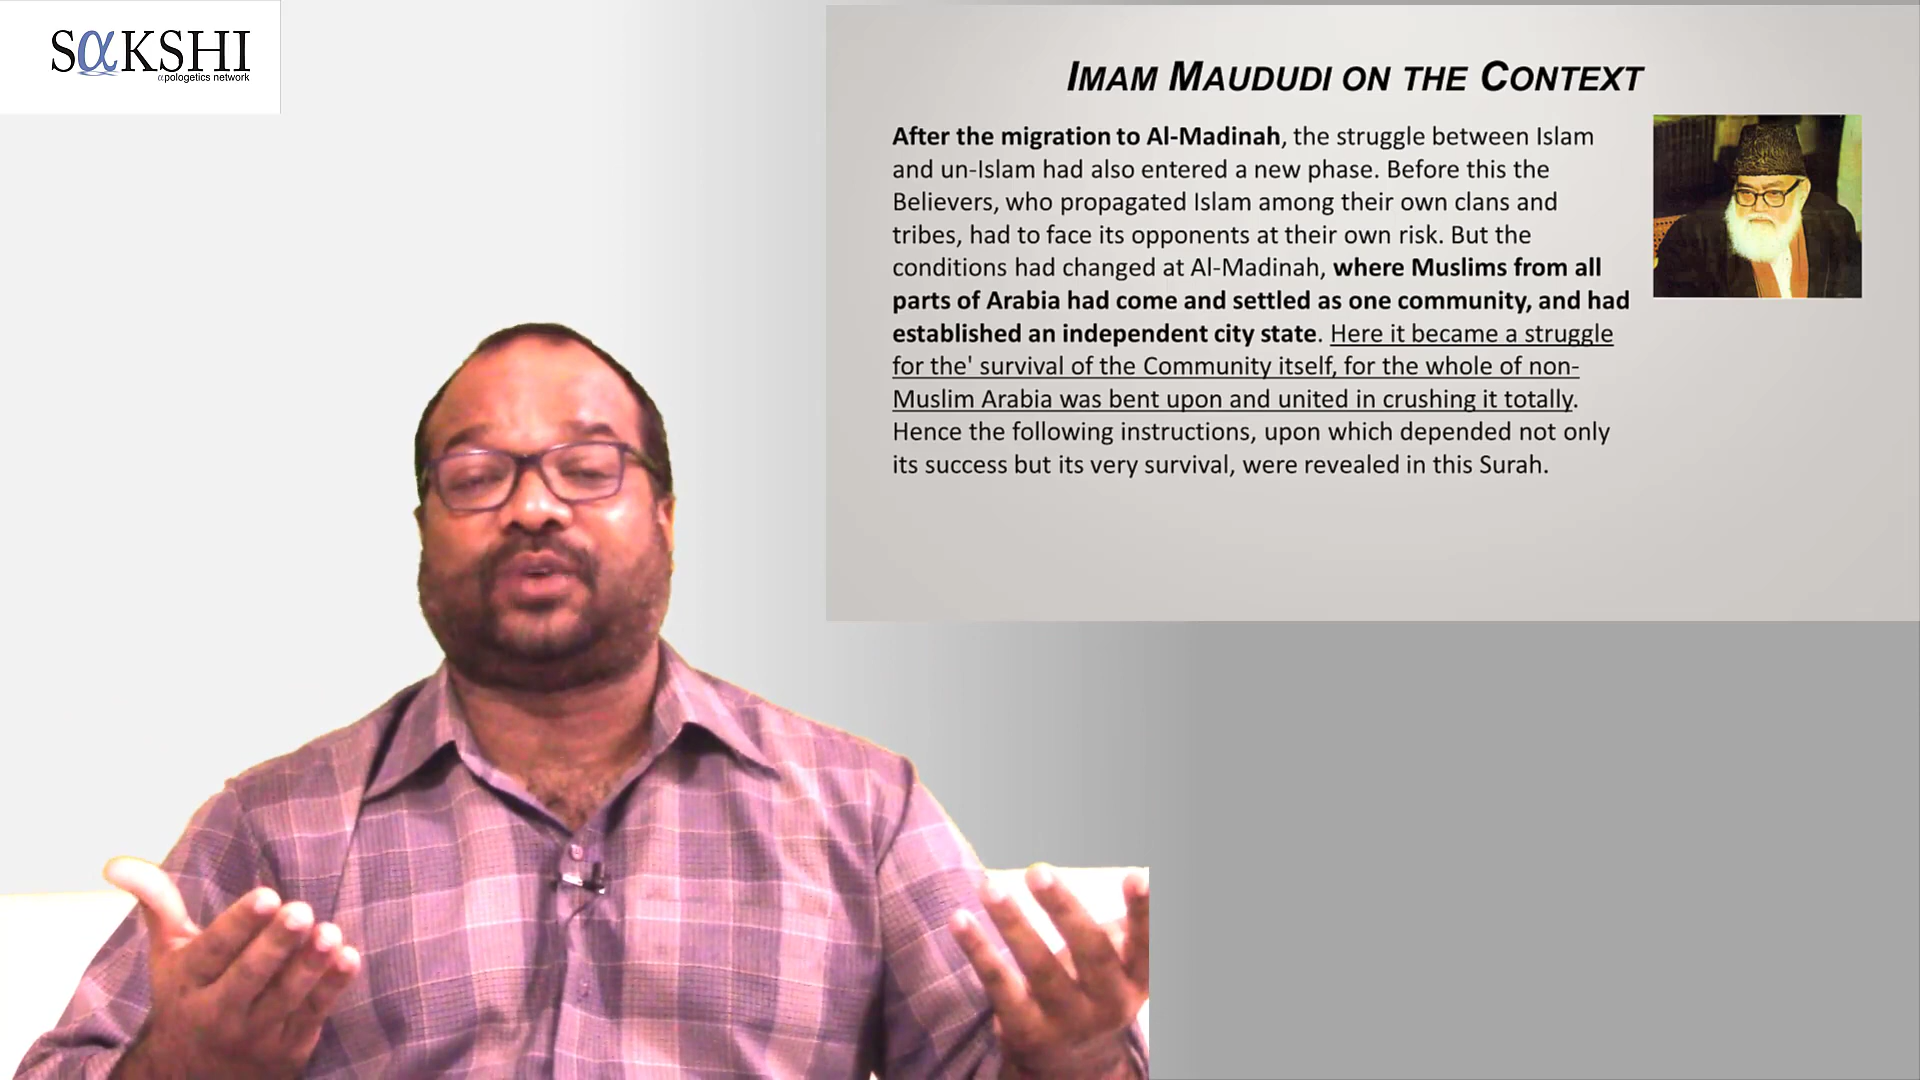 SαKSHI
αpologetics network
IMAM MAUDUDI ON THE CONTEXT
After the migration to Al-Madinah, the struggle between Islam
and un-Islam had also entered a new phase. Before this the
Believers, who propagated Islam among their own clans and
tribes, had to face its opponents at their own risk. But the
conditions had changed at Al-Madinah, where Muslims from all
parts of Arabia had come and settled as one community, and had
established an independent city state. Here it became a struggle
for the' survival of the Community itself, for the whole of non-
Muslim Arabia was bent upon and united in crushing it totally.
Hence the following instructions, upon which depended not only
its success but its very survival, were revealed in this Surah.